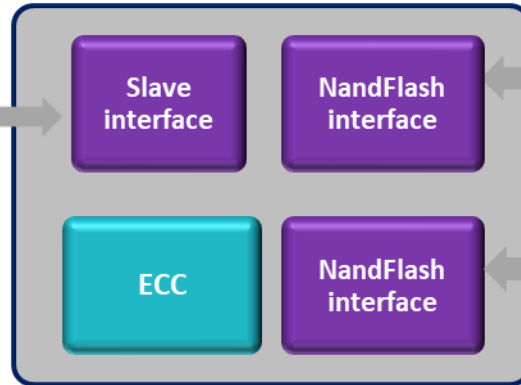 Slave
interface
NandFlash
interface
ECC
NandFlash
interface